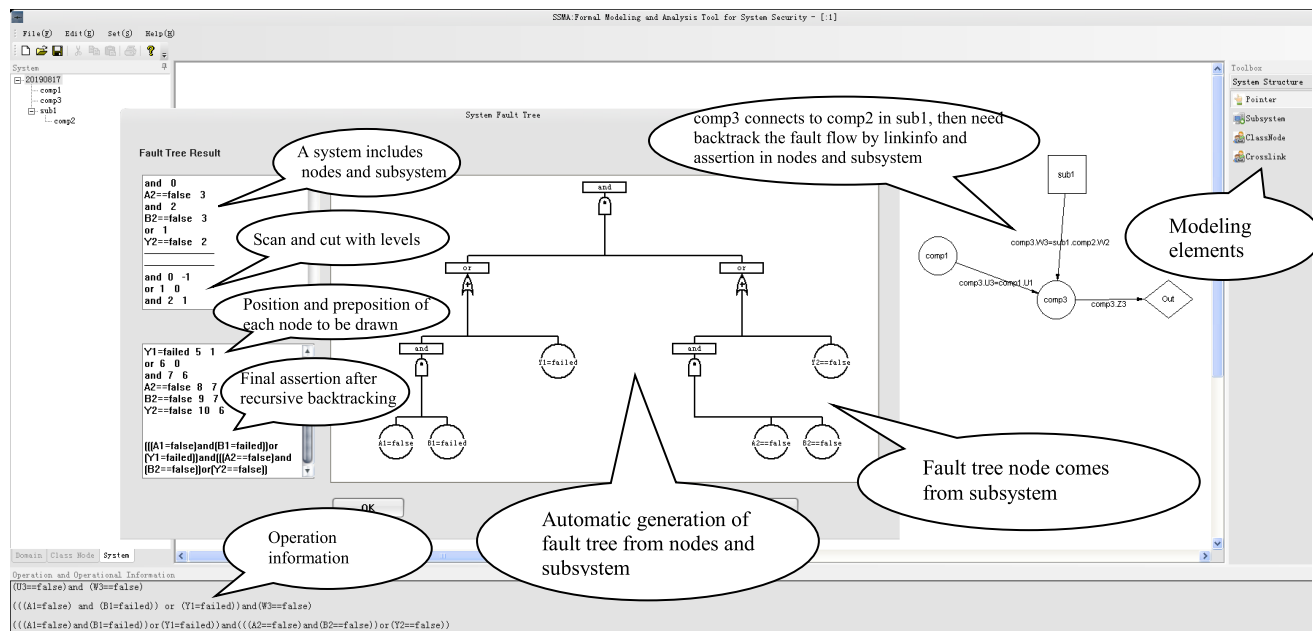 SSMA:Formal Modeling and Analysis Tool for System Security - [:1]
File(F) Edit(E) Set(S) Help(H)
System
20190817
comp1
comp3
sub1
comp2
System Fault Tree
Fault Tree Result
and 0
A2==false 3
and 2
B2==false 3
or 1
Y2==false 2
and 0 -1
or 1 0
and 2 1
Y1=failed 5 1
or 6 0
and 7 6
A2==false 8 7
B2==false 9 7
Y2==false 10 6
(((A1=false)and(B1=failed))or
(Y1=failed))and(((A2==false)and
(B2==false))or(Y2==false))
OK
A system includes
nodes and subsystem
Scan and cut with levels
Position and preposition of
each node to be drawn
Final assertion after
recursive backtracking
Operation
information
and
or
or
and
Y1=failed
and
Y2==false
A1=false
B1=failed
A2==false
B2==false
Automatic generation of
fault tree from nodes and
subsystem
Fault tree node comes
from subsystem
comp3 connects to comp2 in sub1, then need
backtrack the fault flow by linkinfo and
assertion in nodes and subsystem
sub1
comp3.W3=sub1.comp2.W2
comp1
comp3.U3=comp1.U1
comp3
comp3.Z3
Out
Modeling
elements
Toolbox
System Structure
Pointer
Subsystem
ClassNode
Crosslink
Domain Class Node System
Operation and Operational Information
(U3==false)and (W3==false)
(((A1=false) and (B1=failed)) or (Y1=failed))and(W3==false)
(((A1=false)and(B1=failed))or(Y1=failed))and(((A2==false)and(B2==false))or(Y2==false))